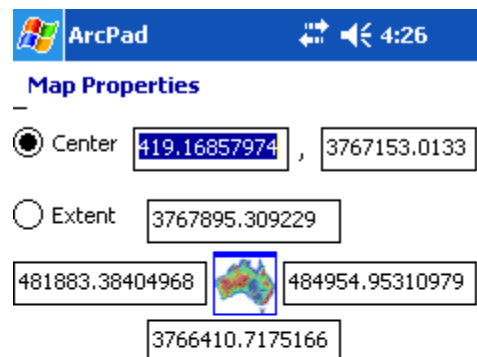 ArcPad 4:26
Map Properties
Center 419.16857974 , 3767153.0133
Extent 3767895.309229
481883.38404968 484954.95310979
3766410.7175166